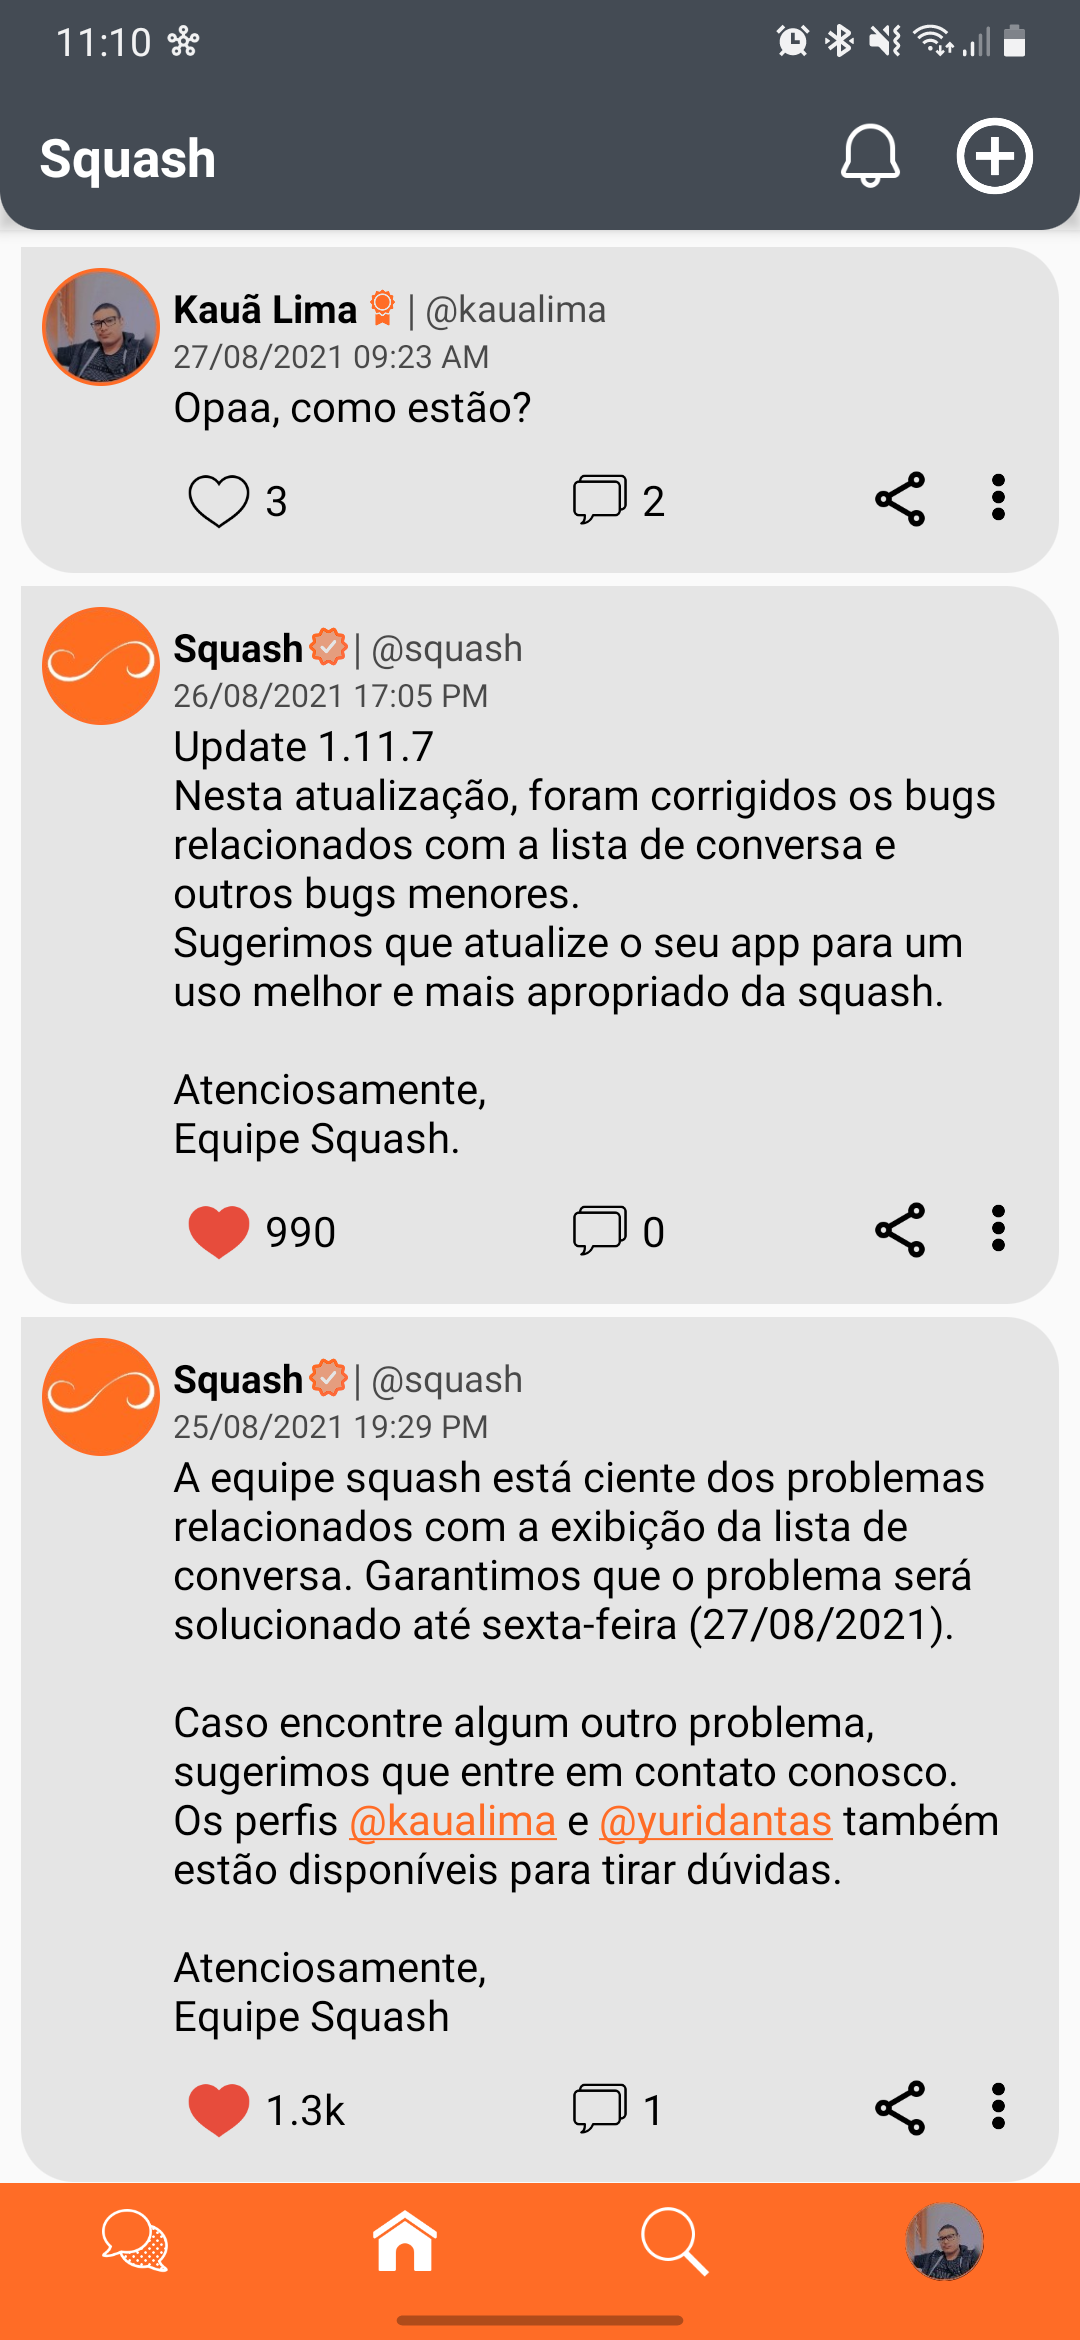 11:10
Squash
Kauã Lima | @kaualima
27/08/2021 09:23 AM
Opaa, como estão?
3 2
Squash | @squash
26/08/2021 17:05 PM
Update 1.11.7
Nesta atualização, foram corrigidos os bugs
relacionados com a lista de conversa e
outros bugs menores.
Sugerimos que atualize o seu app para um
uso melhor e mais apropriado da squash.
Atenciosamente,
Equipe Squash.
990 0
Squash | @squash
25/08/2021 19:29 PM
A equipe squash está ciente dos problemas
relacionados com a exibição da lista de
conversa. Garantimos que o problema será
solucionado até sexta-feira (27/08/2021).
Caso encontre algum outro problema,
sugerimos que entre em contato conosco.
Os perfis @kaualima e @yuridantas também
estão disponíveis para tirar dúvidas.
Atenciosamente,
Equipe Squash
1.3k 1